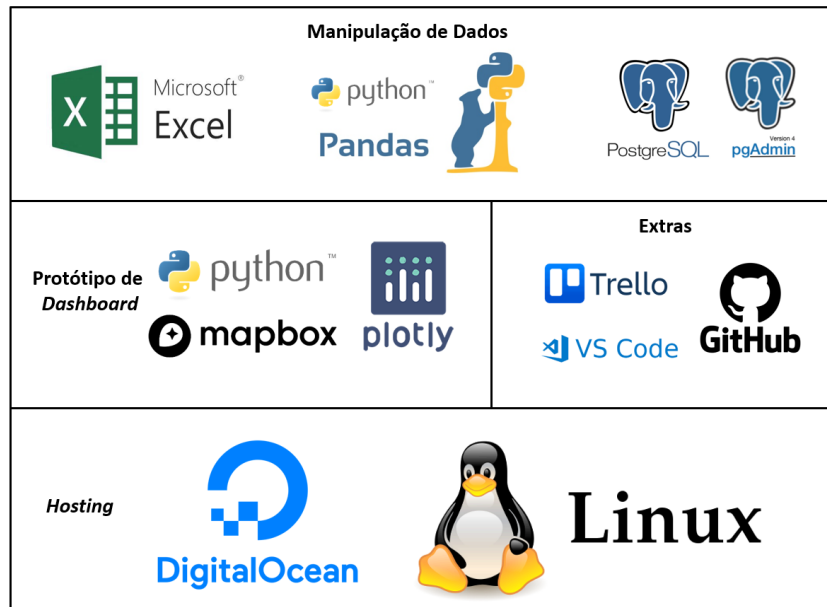 Manipulação de Dados
X
Microsoft®
Excel
python™
Pandas
PostgreSQL
Version 4
pgAdmin
Protótipo de
Dashboard
python™
mapbox
plotly
Extras
Trello
VS Code
GitHub
Hosting
DigitalOcean
Linux